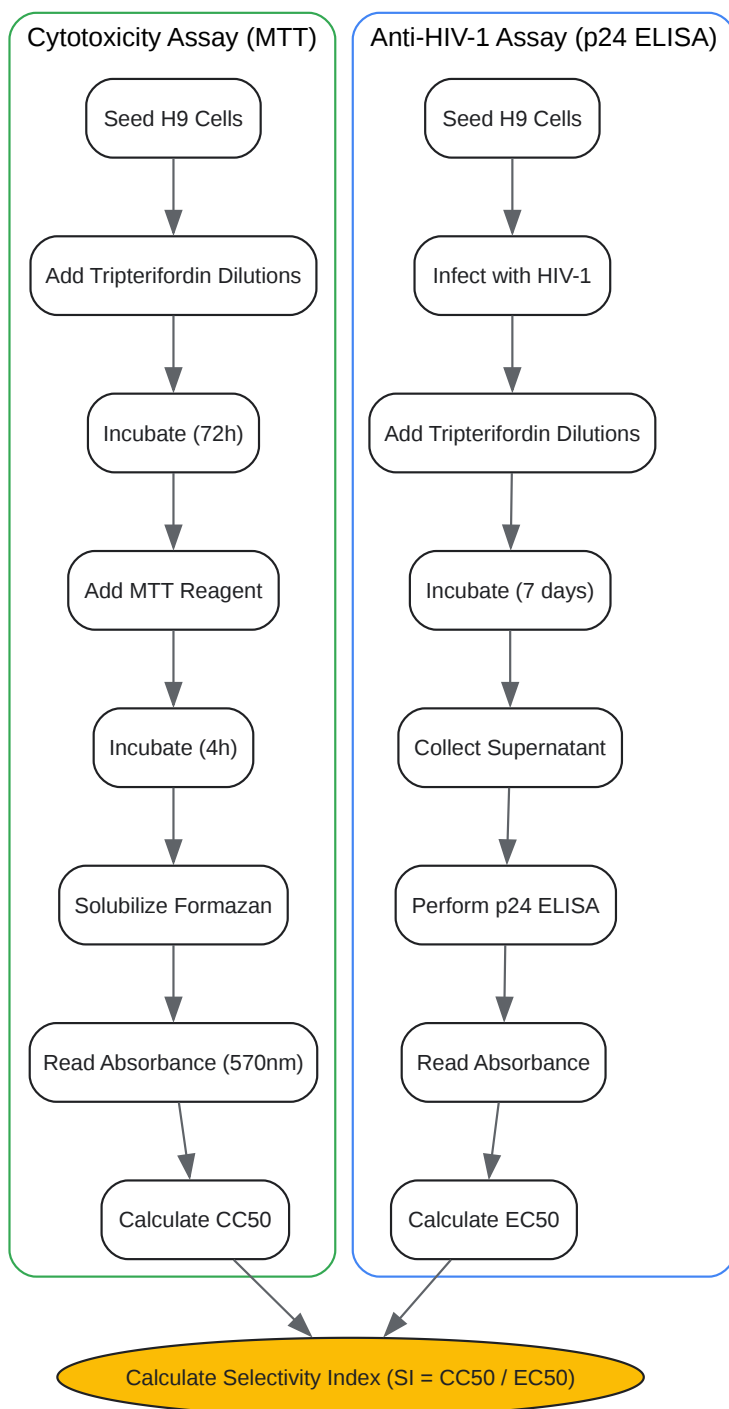 Cytotoxicity Assay (MTT)
Seed H9 Cells
Add Tripterifordin Dilutions
Incubate (72h)
Add MTT Reagent
Incubate (4h)
Solubilize Formazan
Read Absorbance (570nm)
Calculate CC50
Anti-HIV-1 Assay (p24 ELISA)
Seed H9 Cells
Infect with HIV-1
Add Tripterifordin Dilutions
Incubate (7 days)
Collect Supernatant
Perform p24 ELISA
Read Absorbance
Calculate EC50
Calculate Selectivity Index (SI = CC50 / EC50)